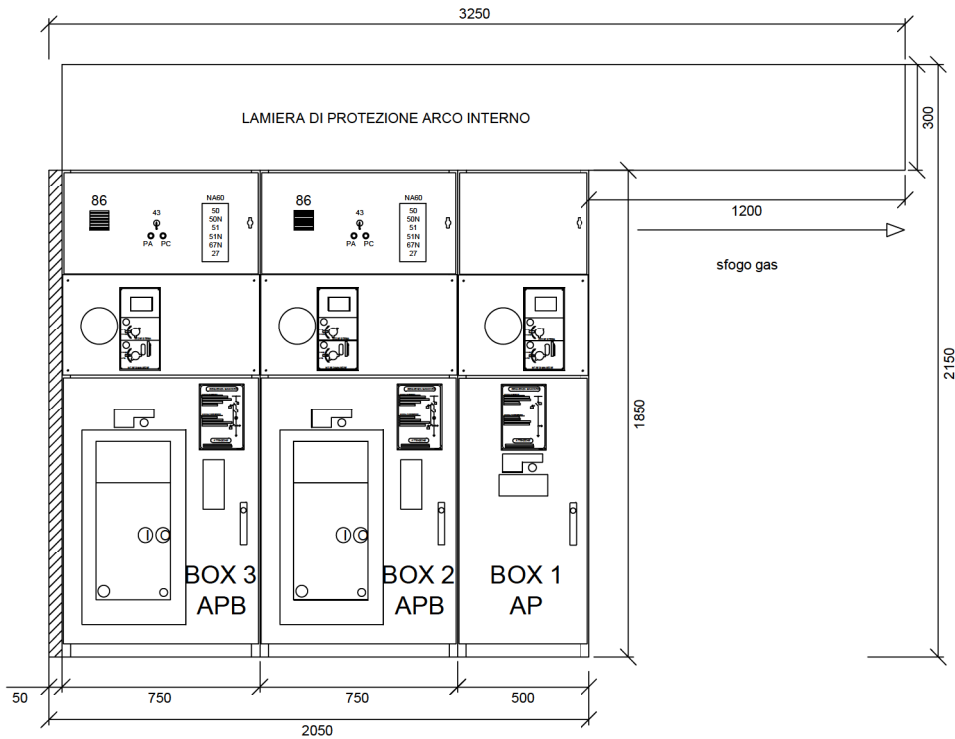 3250
LAMIERA DI PROTEZIONE ARCO INTERNO
300
86
43
PA PC
NA60
50
50N
51
51N
67N
27
86
43
PA PC
NA60
50
50N
51
51N
67N
27
1200
sfogo gas
2150
1850
BOX 3
APB
BOX 2
APB
BOX 1
AP
50
750
750
500
2050